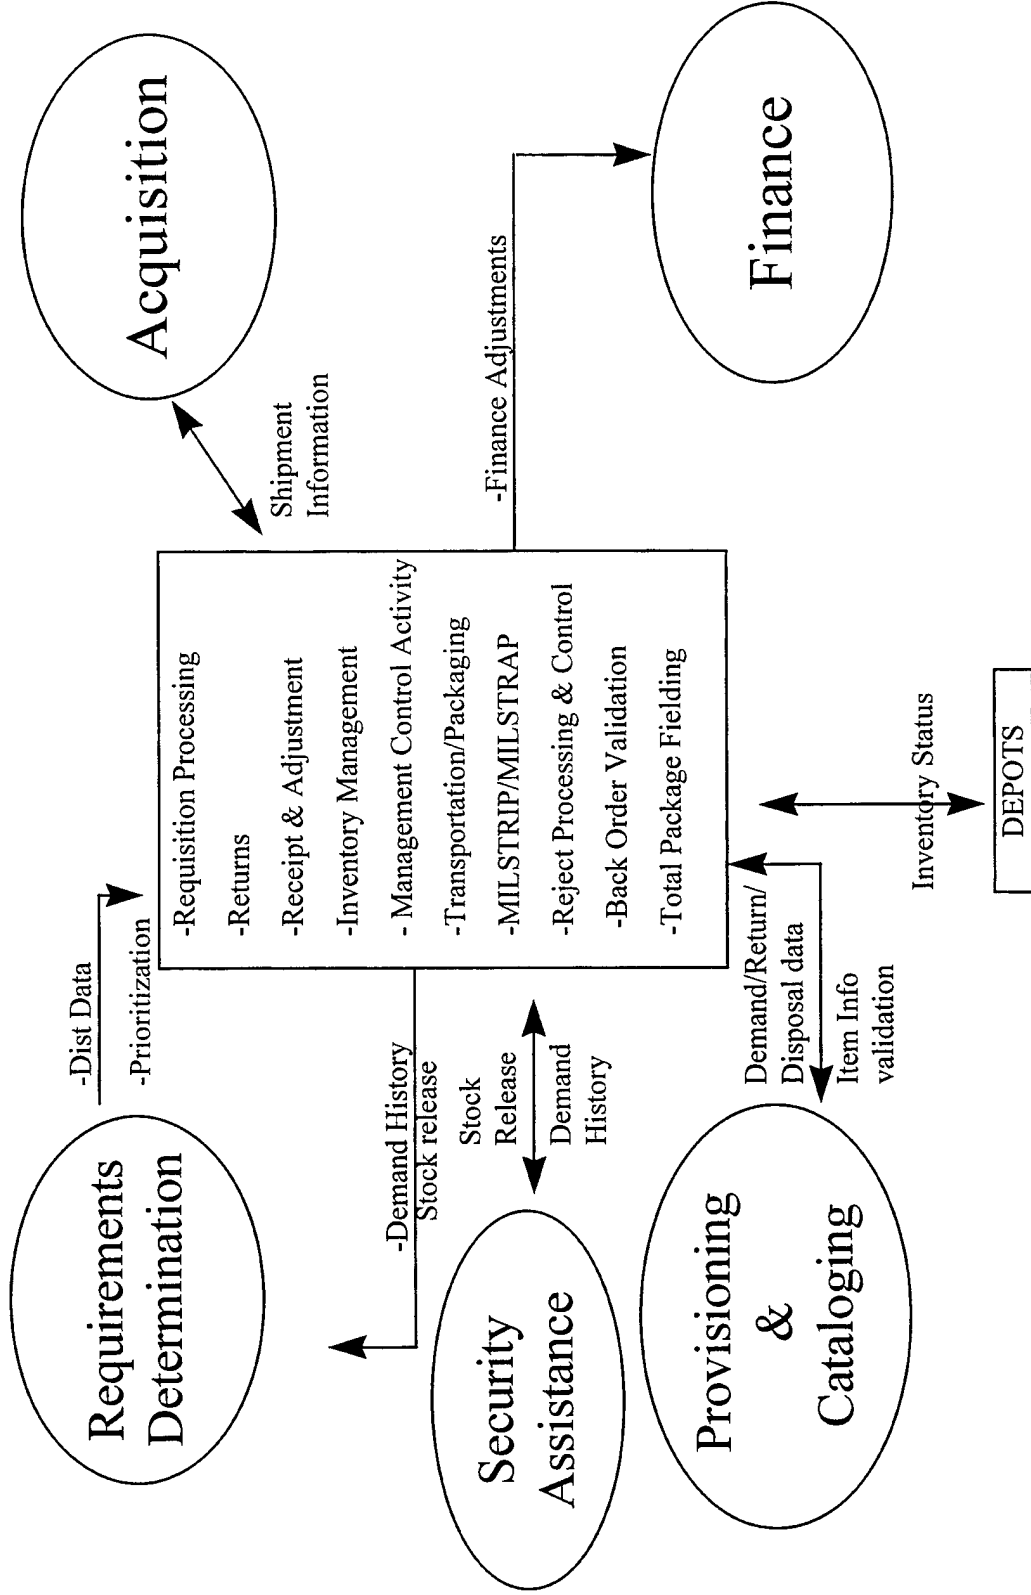 Requirements
Determination
-Dist Data
-Prioritization
Acquisition
Shipment
Information
-Requisition Processing
-Returns
-Receipt & Adjustment
-Inventory Management
- Management Control Activity
-Transportation/Packaging
-MILSTRIP/MILSTRAP
-Reject Processing & Control
-Back Order Validation
-Total Package Fielding
-Demand History
Stock release
Security
Assistance
Stock
Release
Demand
History
-Finance Adjustments
Finance
Provisioning
&
Cataloging
Demand/Return/
Disposal data
Item Info
validation
Inventory Status
DEPOTS